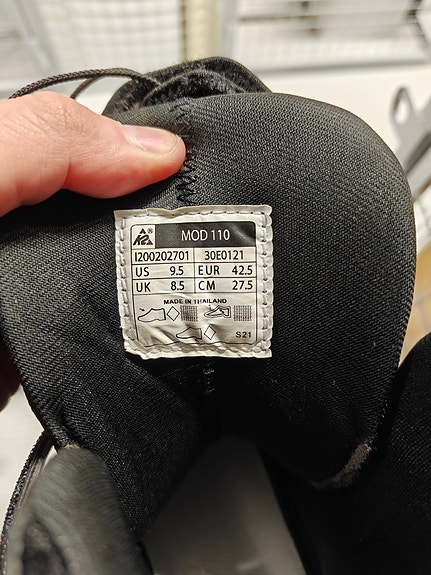 K2 MOD 110
I200202701 30E0121
US 9.5 EUR 42.5
UK 8.5 CM 27.5
MADE IN THAILAND
S21